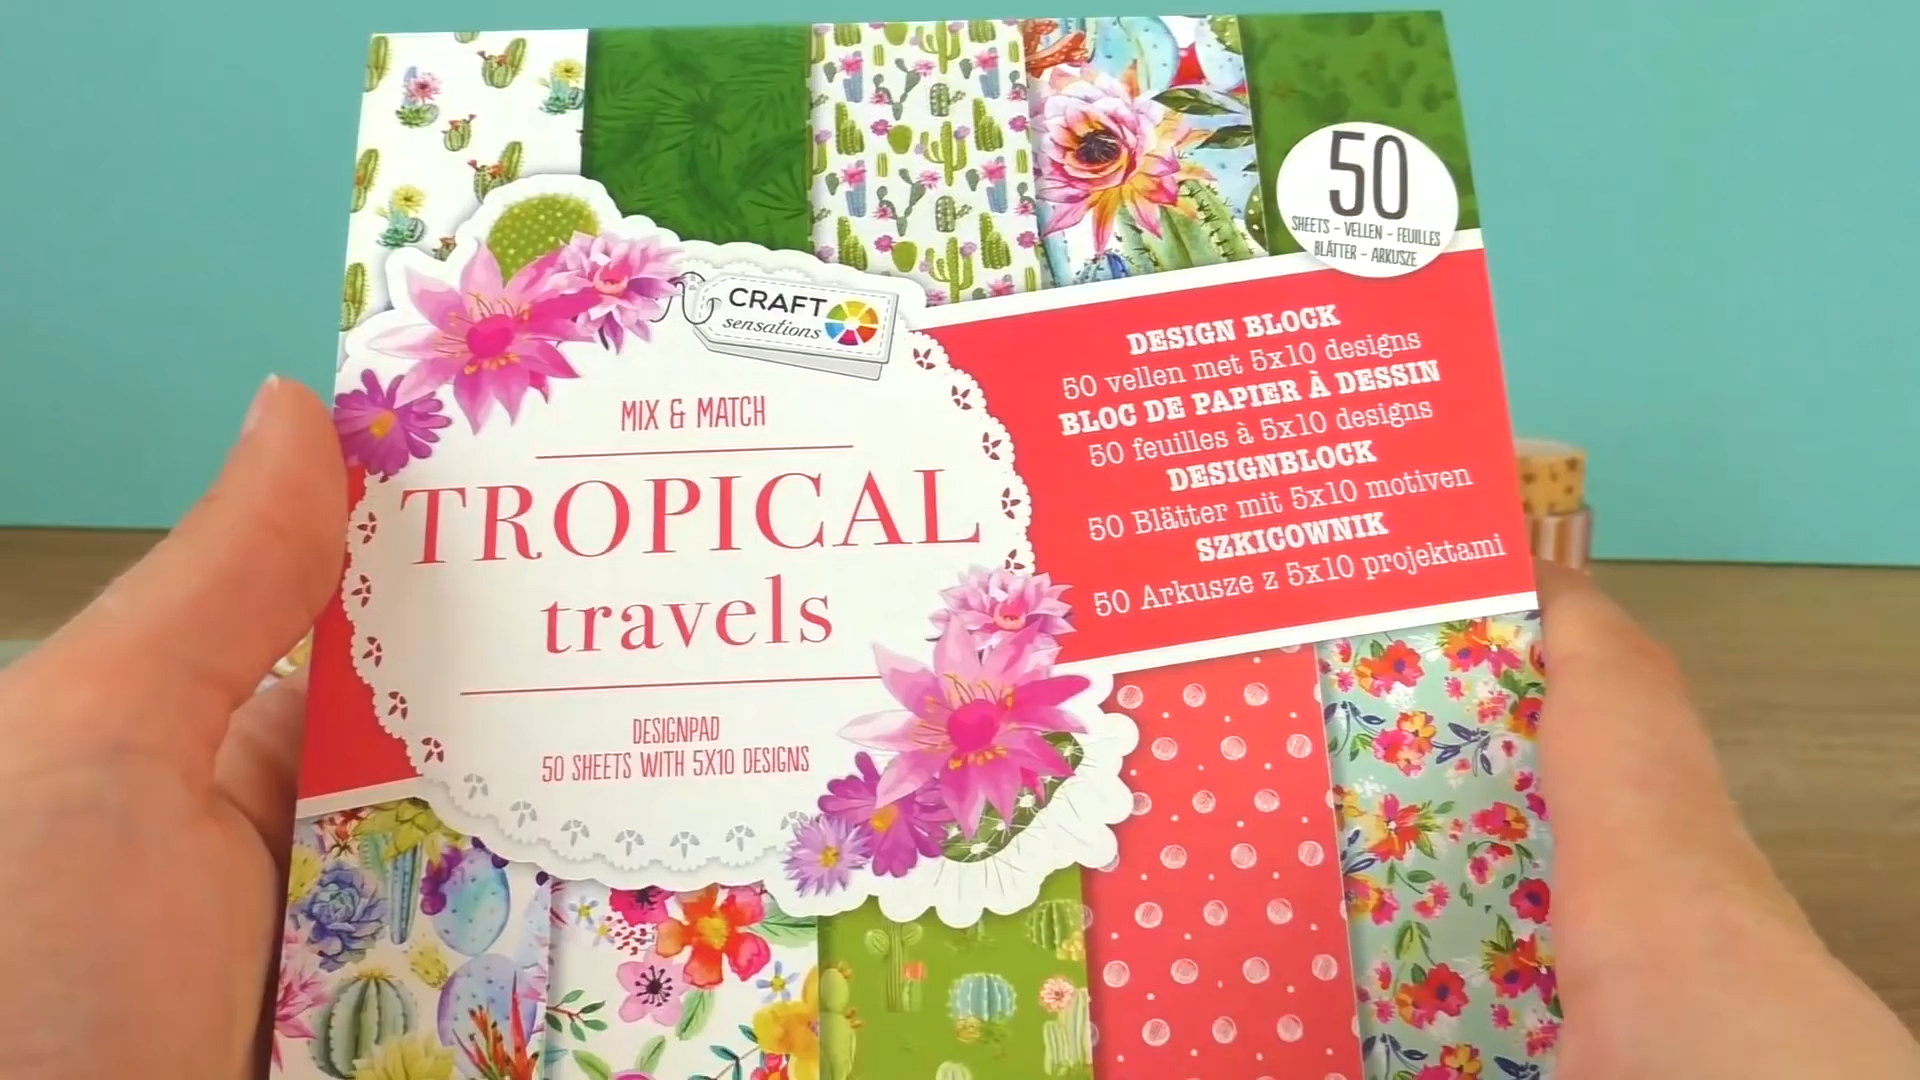 50
SHEETS - VELLEN - FEUILLES
BLÄTTER - ARKUSZE
CRAFT
sensations
MIX & MATCH
TROPICAL
travels
DESIGNPAD
50 SHEETS WITH 5X10 DESIGNS
DESIGN BLOCK
50 vellen met 5x10 designs
BLOC DE PAPIER À DESSIN
50 feuilles à 5x10 designs
DESIGNBLOCK
50 Blätter mit 5x10 motiven
SZKICOWNIK
50 Arkusze z 5x10 projektami